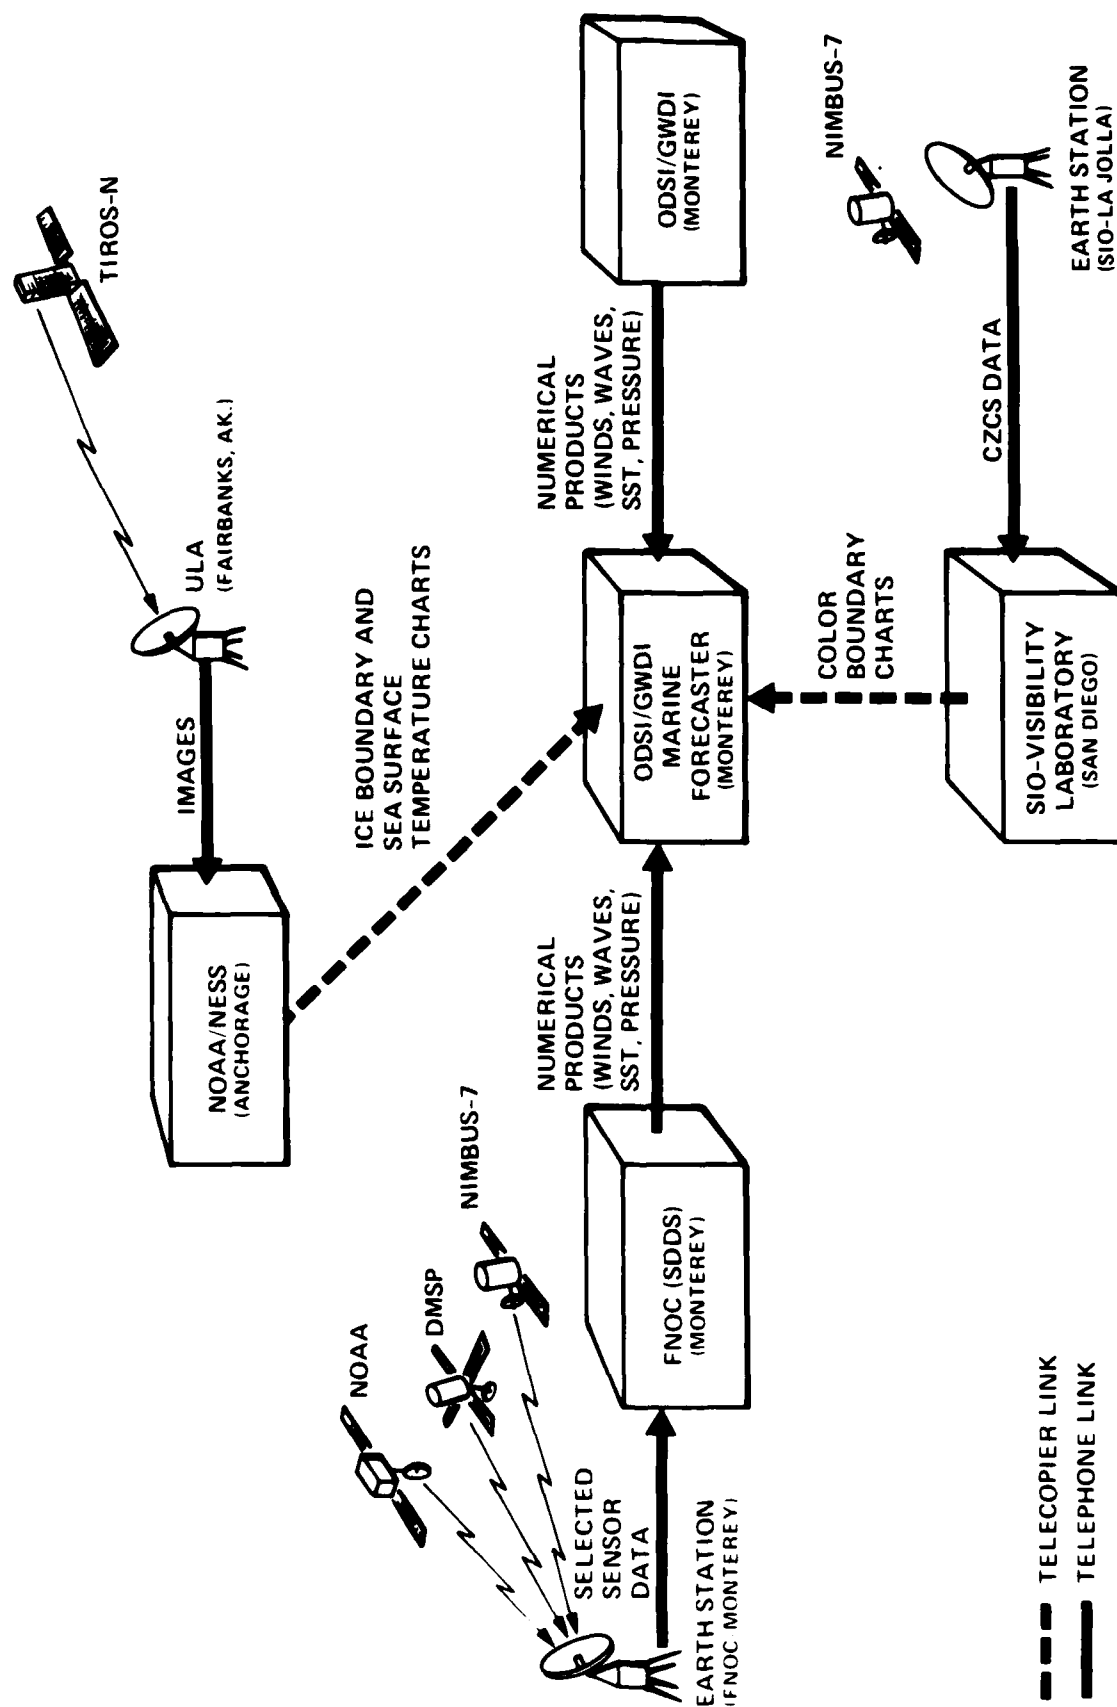 TIROS-N
ULA
(FAIRBANKS, AK.)
IMAGES
NOAA/NESS
(ANCHORAGE)
ICE BOUNDARY AND
SEA SURFACE
TEMPERATURE CHARTS
NOAA
DMSP
NIMBUS-7
SELECTED
SENSOR
DATA
EARTH STATION
(FNOC-MONTEREY)
FNOC (SDDS)
(MONTEREY)
NUMERICAL
PRODUCTS
(WINDS, WAVES,
SST, PRESSURE)
ODSI/GWDI
MARINE
FORECASTER
(MONTEREY)
NUMERICAL
PRODUCTS
(WINDS, WAVES,
SST, PRESSURE)
ODSI/GWDI
(MONTEREY)
COLOR
BOUNDARY
CHARTS
SIO-VISIBILITY
LABORATORY
(SAN DIEGO)
CZCS DATA
NIMBUS-7
EARTH STATION
(SIO-LA JOLLA)
TELECOPIER LINK
TELEPHONE LINK